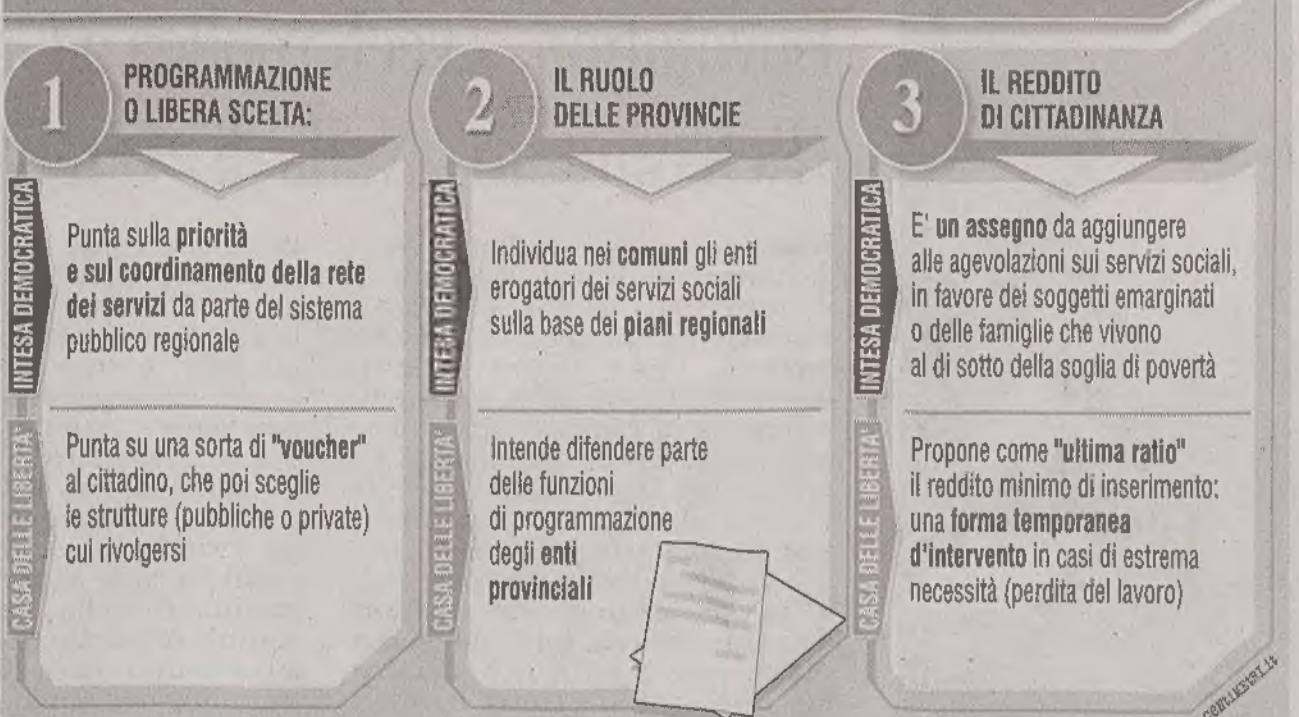 1
PROGRAMMAZIONE
O LIBERA SCELTA:
INTESA DEMOCRATICA
Punta sulla priorità
e sul coordinamento della rete
dei servizi da parte del sistema
pubblico regionale
CASA DELLE LIBERTA'
Punta su una sorta di "voucher"
al cittadino, che poi sceglie
le strutture (pubbliche o private)
cui rivolgersi
2
IL RUOLO
DELLE PROVINCIE
INTESA DEMOCRATICA
Individua nei comuni gli enti
erogatori dei servizi sociali
sulla base dei piani regionali
CASA DELLE LIBERTA'
Intende difendere parte
delle funzioni
di programmazione
degli enti
provinciali
3
IL REDDITO
DI CITTADINANZA
INTESA DEMOCRATICA
E' un assegno da aggiungere
alle agevolazioni sui servizi sociali,
in favore dei soggetti emarginati
o delle famiglie che vivono
al di sotto della soglia di povertà
CASA DELLE LIBERTA'
Propone come "ultima ratio"
il reddito minimo di inserimento:
una forma temporanea
d'intervento in casi di estrema
necessità (perdita del lavoro)